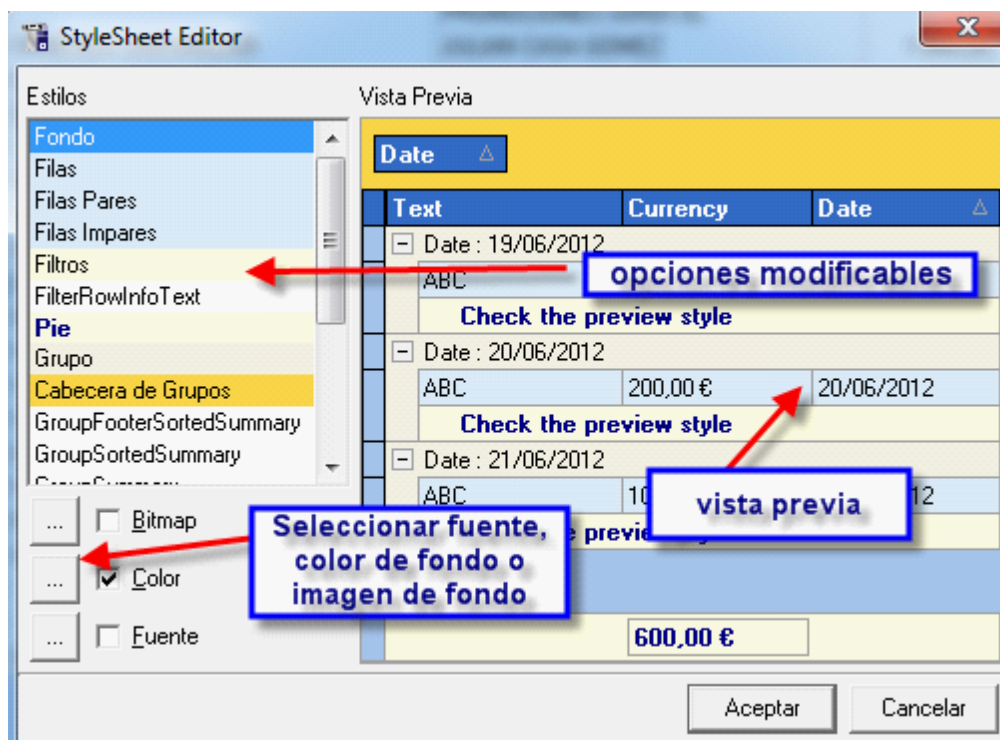 StyleSheet Editor
Estilos
Vista Previa
Fondo
Filas
Filas Pares
Filas Impares
Filtros
FilterRowInfoText
Pie
Grupo
Cabecera de Grupos
GroupFooterSortedSummary
GroupSortedSummary
Date
Text Currency Date
Date : 19/06/2012
ABC
opciones modificables
Check the preview style
Date : 20/06/2012
ABC 200,00 € 20/06/2012
Check the preview style
Date : 21/06/2012
ABC 10 12
vista previa
... Bitmap
Seleccionar fuente,
color de fondo o
imagen de fondo
... Color
... Fuente
600,00 €
Aceptar Cancelar